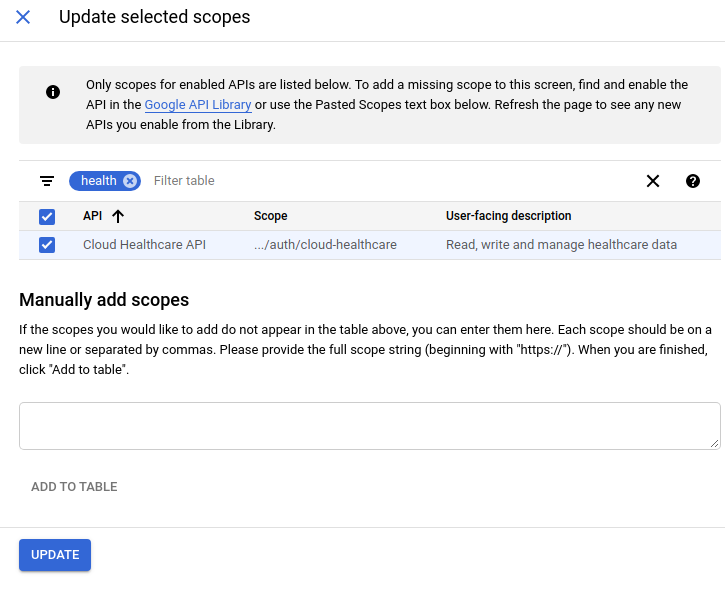 Update selected scopes
Only scopes for enabled APIs are listed below. To add a missing scope to this screen, find and enable the
API in the Google API Library or use the Pasted Scopes text box below. Refresh the page to see any new
APIs you enable from the Library.
health Filter table
API Scope User-facing description
Cloud Healthcare API .../auth/cloud-healthcare Read, write and manage healthcare data
Manually add scopes
If the scopes you would like to add do not appear in the table above, you can enter them here. Each scope should be on a
new line or separated by commas. Please provide the full scope string (beginning with "https://"). When you are finished,
click "Add to table".
ADD TO TABLE
UPDATE